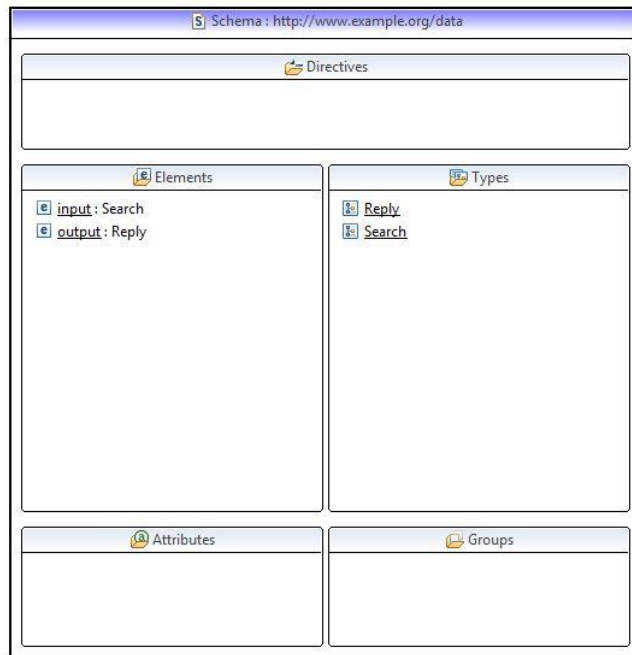 S Schema : http://www.example.org/data
Directives
e Elements
e input : Search
e output : Reply
Types
Reply
Search
a Attributes
Groups